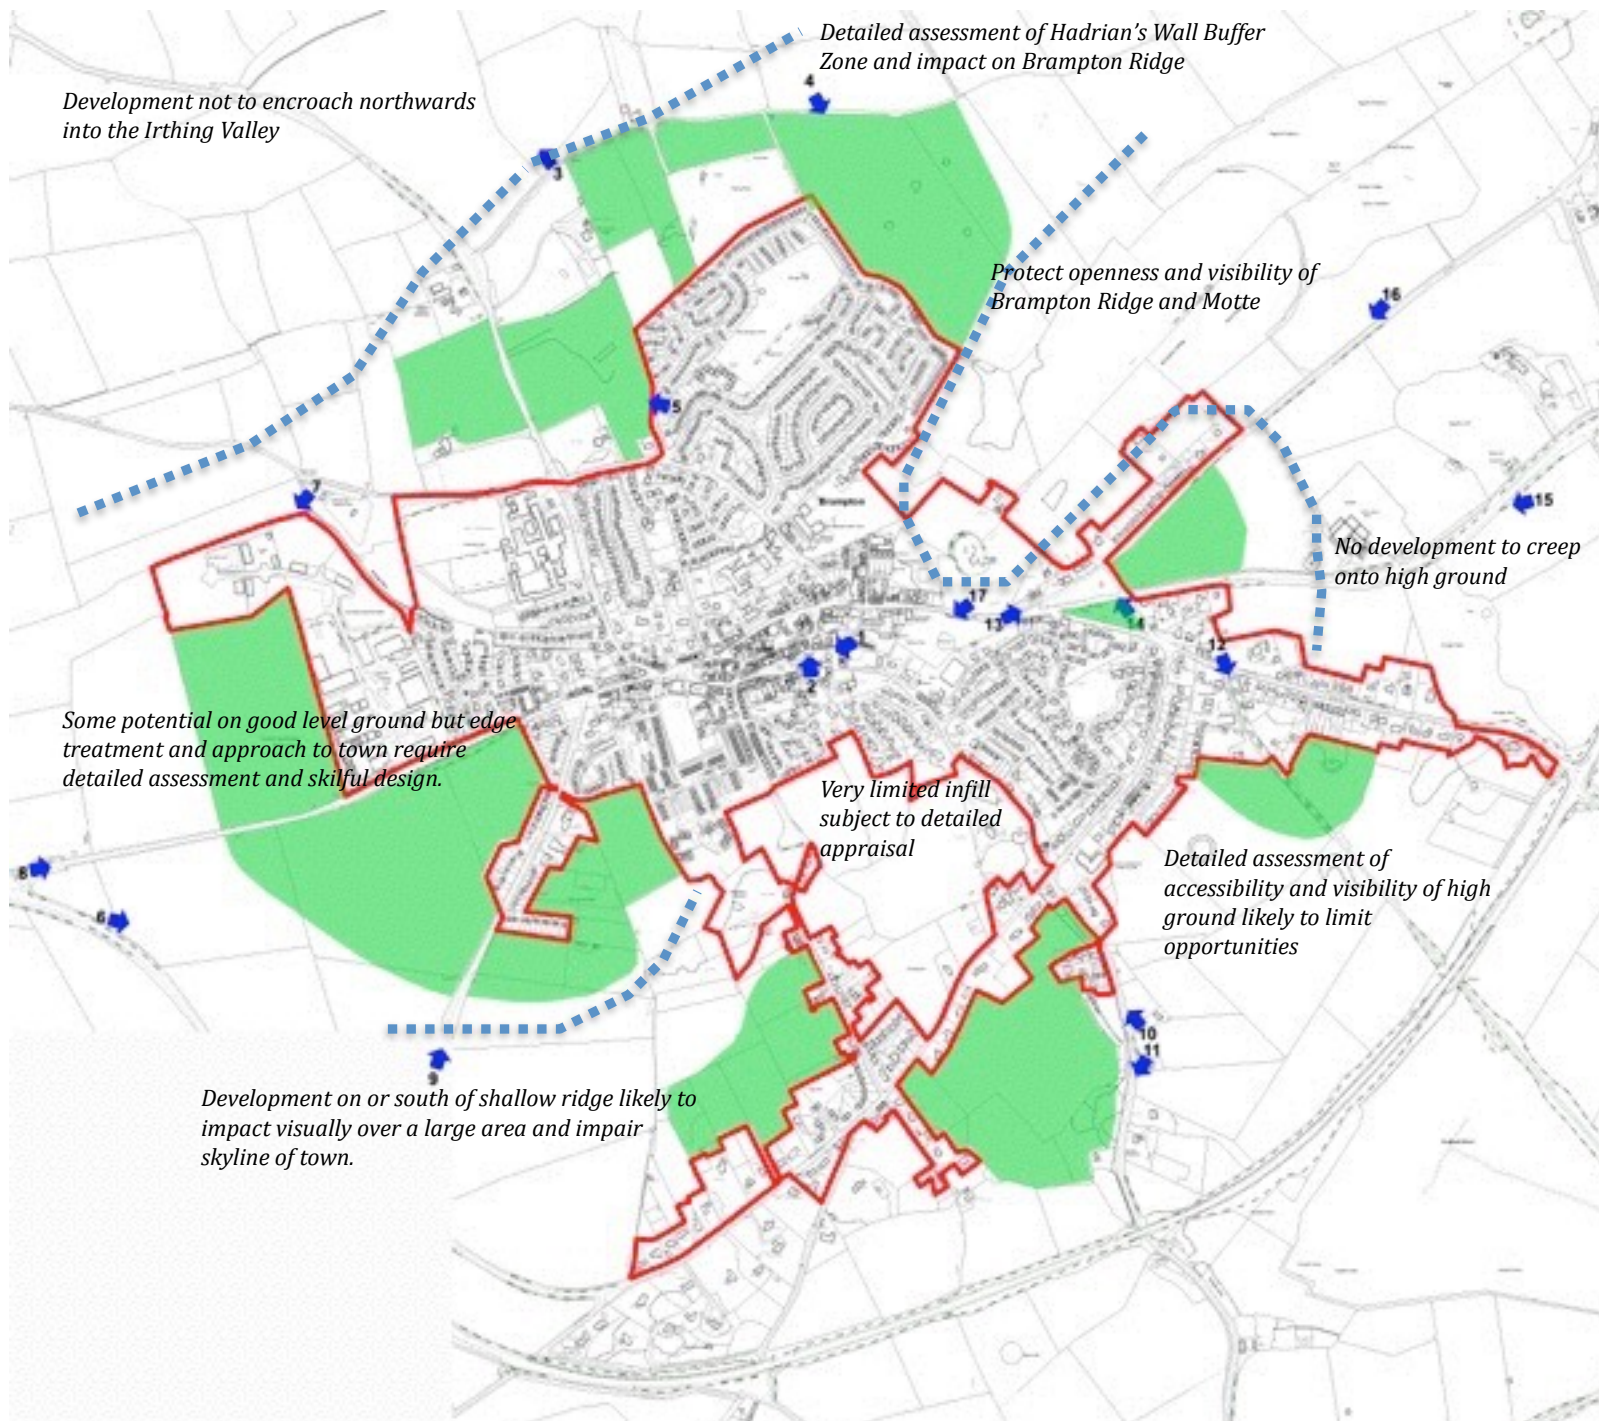 Detailed assessment of Hadrian’s Wall Buffer
Zone and impact on Brampton Ridge
4
Development not to encroach northwards
into the Irthing Valley
3
Protect openness and visibility of
Brampton Ridge and Motte
16
5
7
15
Brampton
No development to creep
onto high ground
17
13
14
12
1
2
Some potential on good level ground but edge
treatment and approach to town require
detailed assessment and skilful design.
Very limited infill
subject to detailed
appraisal
8
6
Detailed assessment of
accessibility and visibility of high
ground likely to limit
opportunities
10
11
9
Development on or south of shallow ridge likely to
impact visually over a large area and impair
skyline of town.